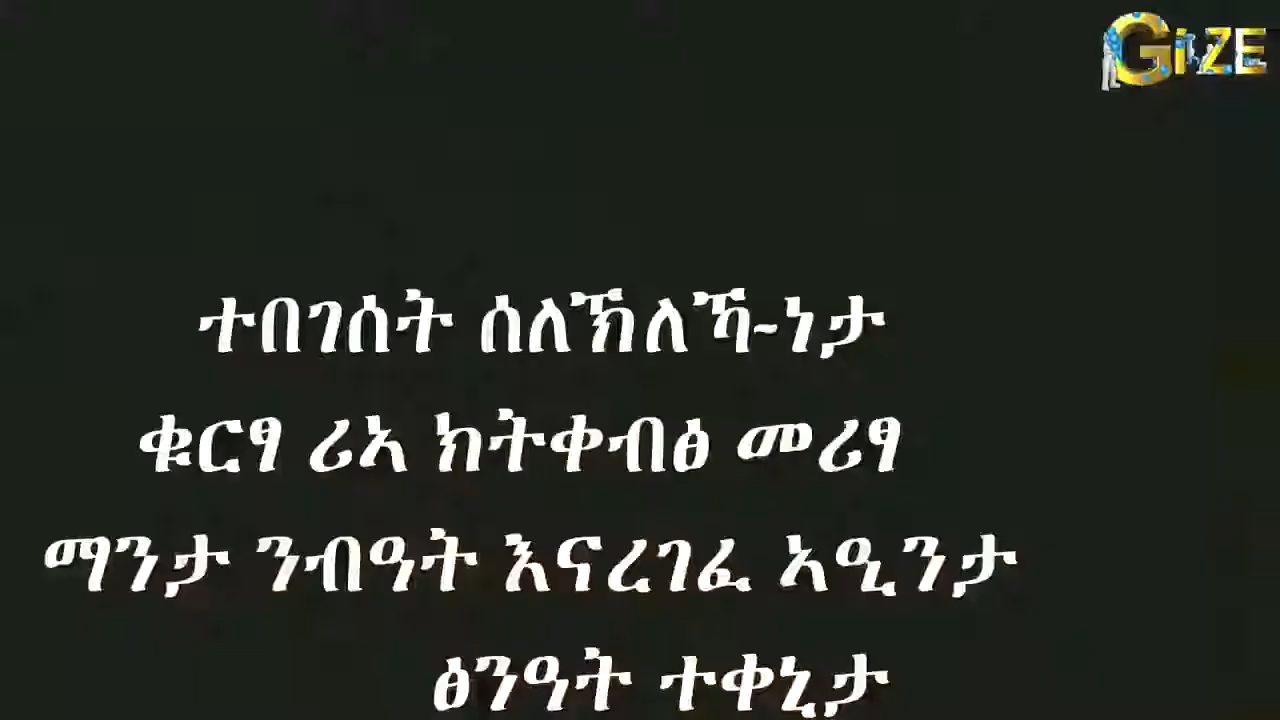 GiZE
ተበገሰት ሰለኽለኻ-ነታ
ቁርፃ ሪኣ ክትቀብፅ መሪፃ
ማንታ ንብዓት እናረገፈ ኣዒንታ
ፅንዓት ተቀኒታ